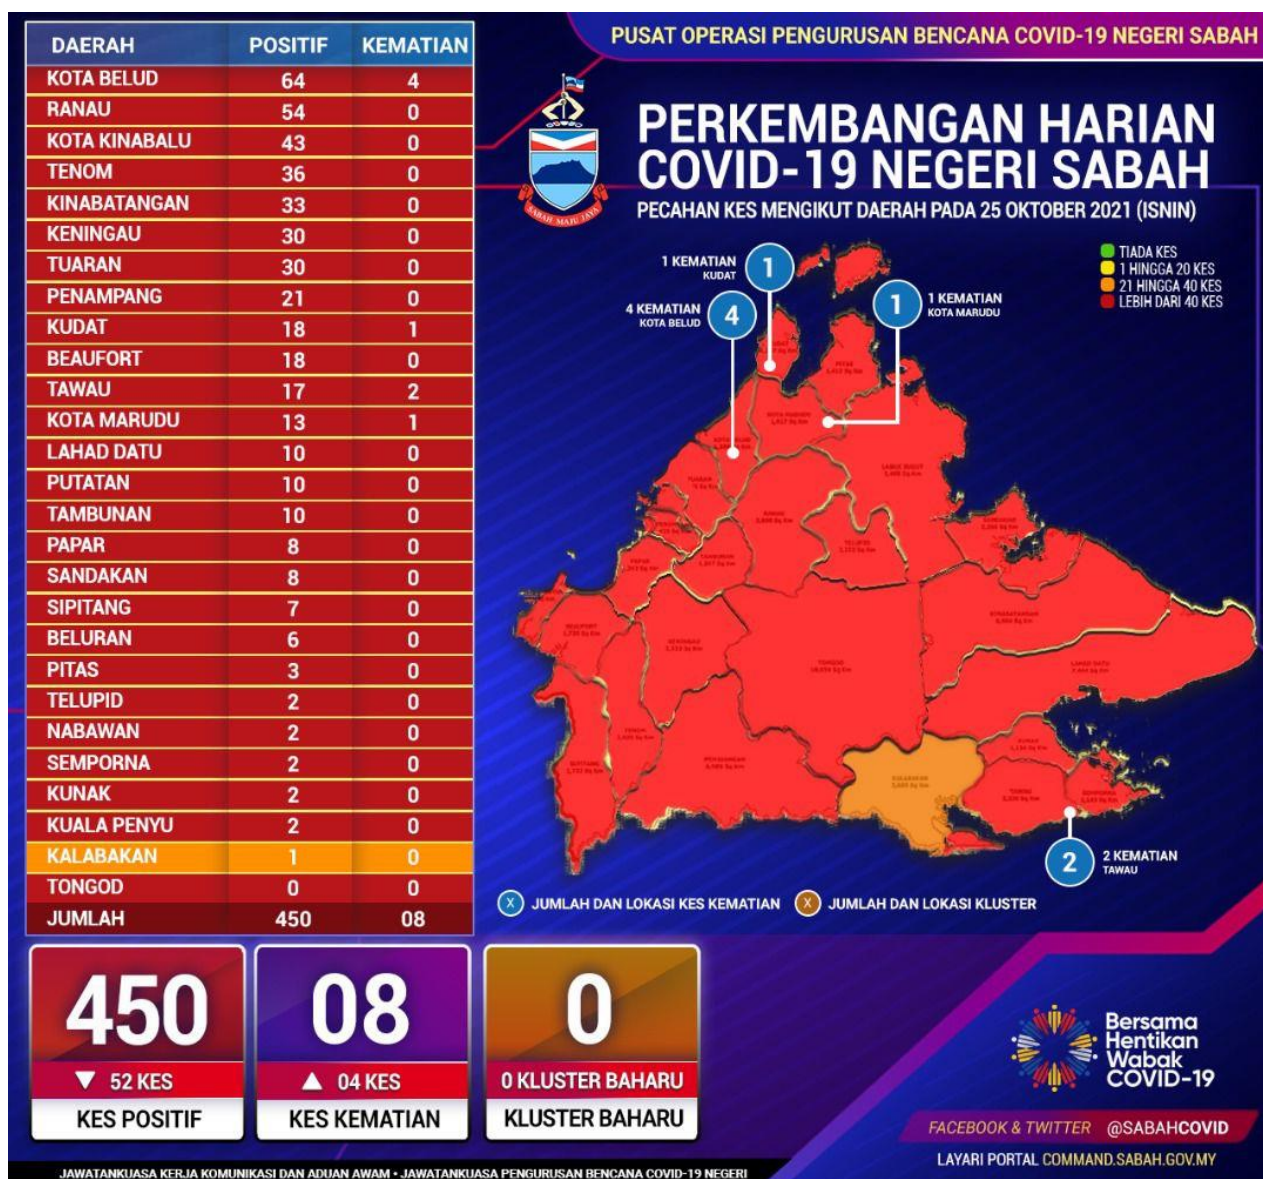 PUSAT OPERASI PENGURUSAN BENCANA COVID-19 NEGERI SABAH
PERKEMBANGAN HARIAN
COVID-19 NEGERI SABAH
PECAHAN KES MENGIKUT DAERAH PADA 25 OKTOBER 2021 (ISNIN)
SABAH MAJU JAYA
DAERAH POSITIF KEMATIAN
KOTA BELUD 64 4
RANAU 54 0
KOTA KINABALU 43 0
TENOM 36 0
KINABATANGAN 33 0
KENINGAU 30 0
TUARAN 30 0
PENAMPANG 21 0
KUDAT 18 1
BEAUFORT 18 0
TAWAU 17 2
KOTA MARUDU 13 1
LAHAD DATU 10 0
PUTATAN 10 0
TAMBUNAN 10 0
PAPAR 8 0
SANDAKAN 8 0
SIPITANG 7 0
BELURAN 6 0
PITAS 3 0
TELUPID 2 0
NABAWAN 2 0
SEMPORNA 2 0
KUNAK 2 0
KUALA PENYU 2 0
KALABAKAN 1 0
TONGOD 0 0
JUMLAH 450 08
TIADA KES
1 HINGGA 20 KES
21 HINGGA 40 KES
LEBIH DARI 40 KES
1 KEMATIAN
KUDAT
1
4 KEMATIAN
KOTA BELUD
4
1
1 KEMATIAN
KOTA MARUDU
2
2 KEMATIAN
TAWAU
X JUMLAH DAN LOKASI KES KEMATIAN
X JUMLAH DAN LOKASI KLUSTER
450
▼ 52 KES
KES POSITIF
08
▲ 04 KES
KES KEMATIAN
0
0 KLUSTER BAHARU
KLUSTER BAHARU
Bersama
Hentikan
Wabak
COVID-19
FACEBOOK & TWITTER @SABAHCOVID
LAYARI PORTAL COMMAND.SABAH.GOV.MY
JAWATANKUASA KERJA KOMUNIKASI DAN ADUAN AWAM • JAWATANKUASA PENGURUSAN BENCANA COVID-19 NEGERI